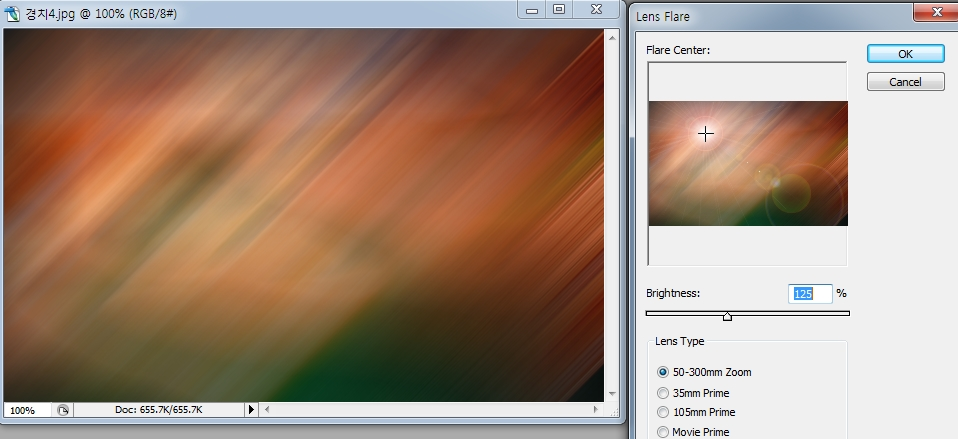 경치4.jpg @ 100% (RGB/8#)
100%
Doc: 655.7K/655.7K
Lens Flare
Flare Center:
OK
Cancel
Brightness: 125 %
Lens Type
50-300mm Zoom
35mm Prime
105mm Prime
Movie Prime